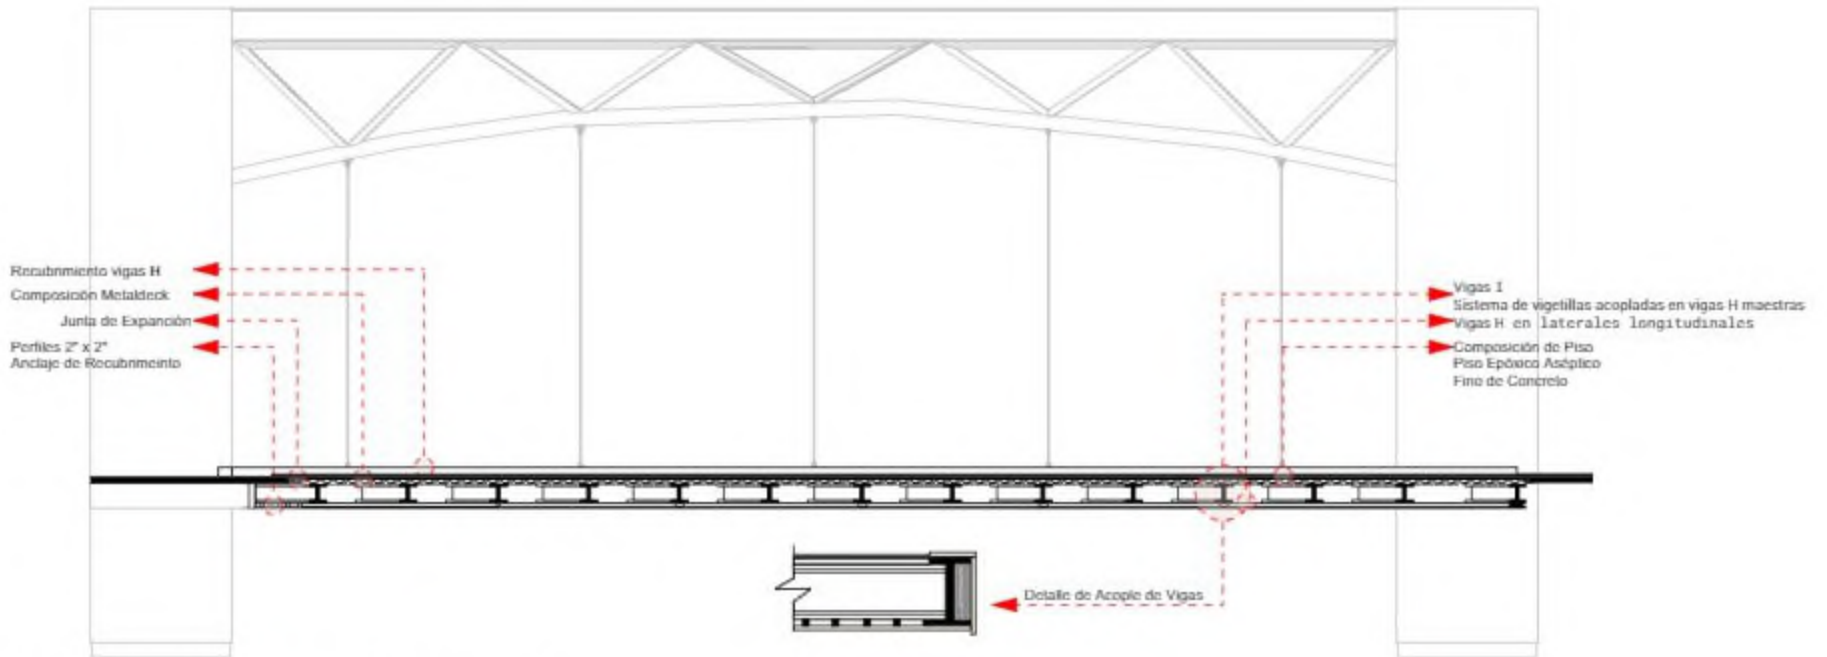 Recubrimiento vigas H
Composición Metaldeck
Junta de Expanción
Perfiles 2" x 2"
Anclaje de Recubrimeinto
Vigas I
Sistema de vigetillas acopladas en vigas H maestras
Vigas H en laterales longitudinales
Composición de Piso
Piso Epóxico Aséptico
Fino de Concreto
Detalle de Acople de Vigas